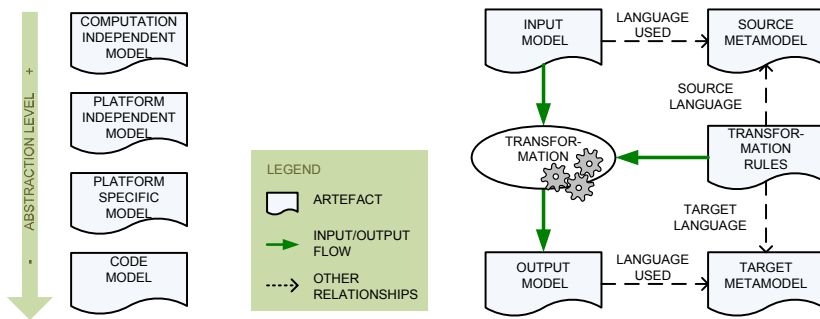 ABSTRACTION LEVEL
+
-
COMPUTATION
INDEPENDENT
MODEL
PLATFORM
INDEPENDENT
MODEL
PLATFORM
SPECIFIC
MODEL
CODE
MODEL
LEGEND
ARTEFACT
INPUT/OUTPUT
FLOW
OTHER
RELATIONSHIPS
INPUT
MODEL
LANGUAGE
USED
SOURCE
METAMODEL
SOURCE
LANGUAGE
TRANSFOR-
MATION
TRANSFOR-
MATION
RULES
TARGET
LANGUAGE
OUTPUT
MODEL
LANGUAGE
USED
TARGET
METAMODEL